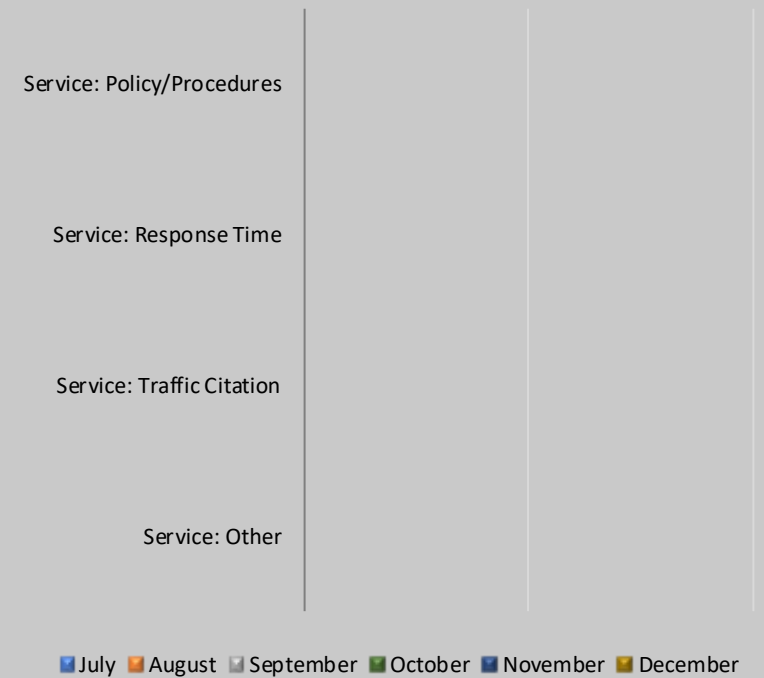 Service: Policy/Procedures
Service: Response Time
Service: Traffic Citation
Service: Other
July August September October November December